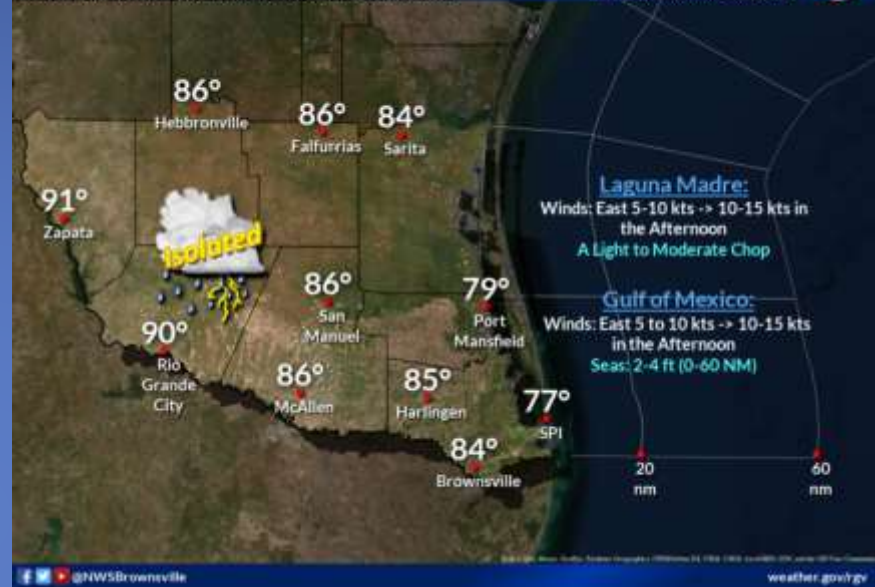 86°
Hebbronville
86°
Falfurrias
84°
Sarita
91°
Zapata
Isolated
Laguna Madre:
Winds: East 5-10 kts -> 10-15 kts in
the Afternoon
A Light to Moderate Chop
86°
San
Manuel
79°
Port
Mansfield
Gulf of Mexico:
Winds: East 5 to 10 kts -> 10-15 kts
in the Afternoon
Seas: 2-4 ft (0-60 NM)
90°
Rio
Grande
City
86°
McAllen
85°
Harlingen
77°
SPI
84°
Brownsville
20
nm
60
nm
@NWSBrownsville
weather.gov/rgv